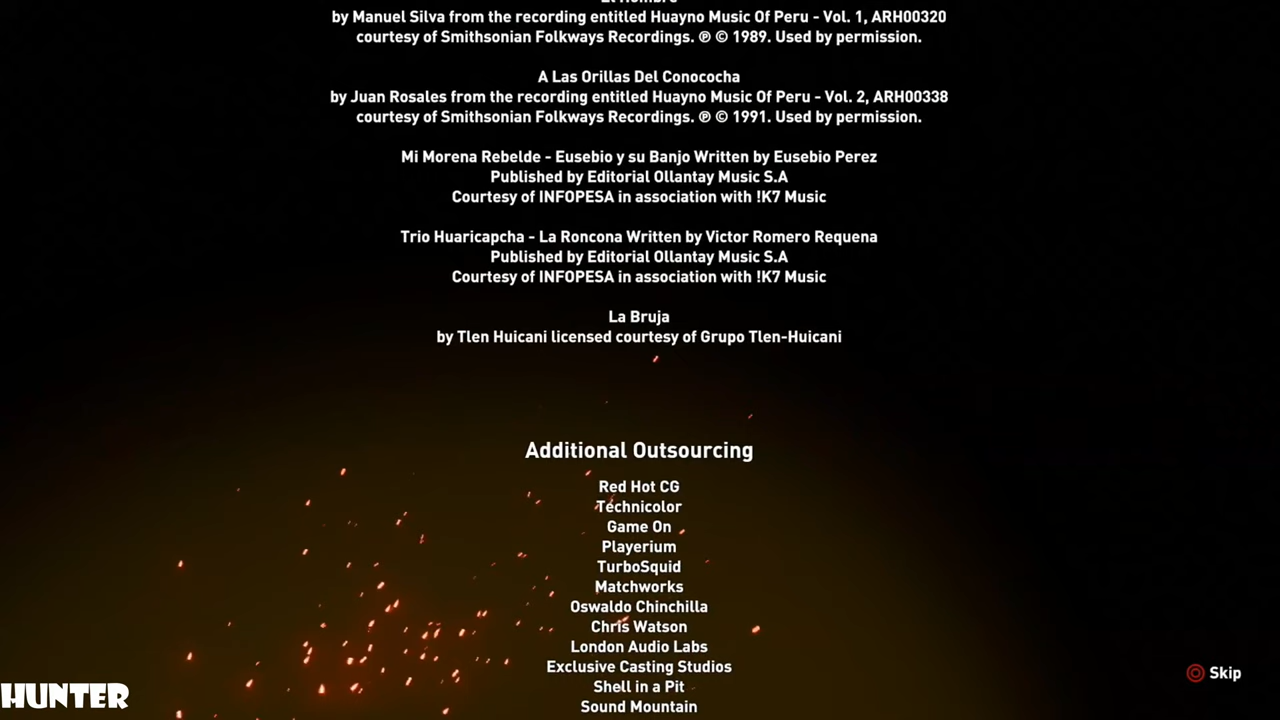 El Hombre
by Manuel Silva from the recording entitled Huayno Music Of Peru - Vol. 1, ARH00320
courtesy of Smithsonian Folkways Recordings. ℗ © 1989. Used by permission.
A Las Orillas Del Conococha
by Juan Rosales from the recording entitled Huayno Music Of Peru - Vol. 2, ARH00338
courtesy of Smithsonian Folkways Recordings. ℗ © 1991. Used by permission.
Mi Morena Rebelde - Eusebio y su Banjo Written by Eusebio Perez
Published by Editorial Ollantay Music S.A
Courtesy of INFOPESA in association with !K7 Music
Trio Huaricapcha - La Roncona Written by Victor Romero Requena
Published by Editorial Ollantay Music S.A
Courtesy of INFOPESA in association with !K7 Music
La Bruja
by Tlen Huicani licensed courtesy of Grupo Tlen-Huicani
Additional Outsourcing
Red Hot CG
Technicolor
Game On
Playerium
TurboSquid
Matchworks
Oswaldo Chinchilla
Chris Watson
London Audio Labs
Exclusive Casting Studios
Shell in a Pit
Sound Mountain
Skip
HUNTER